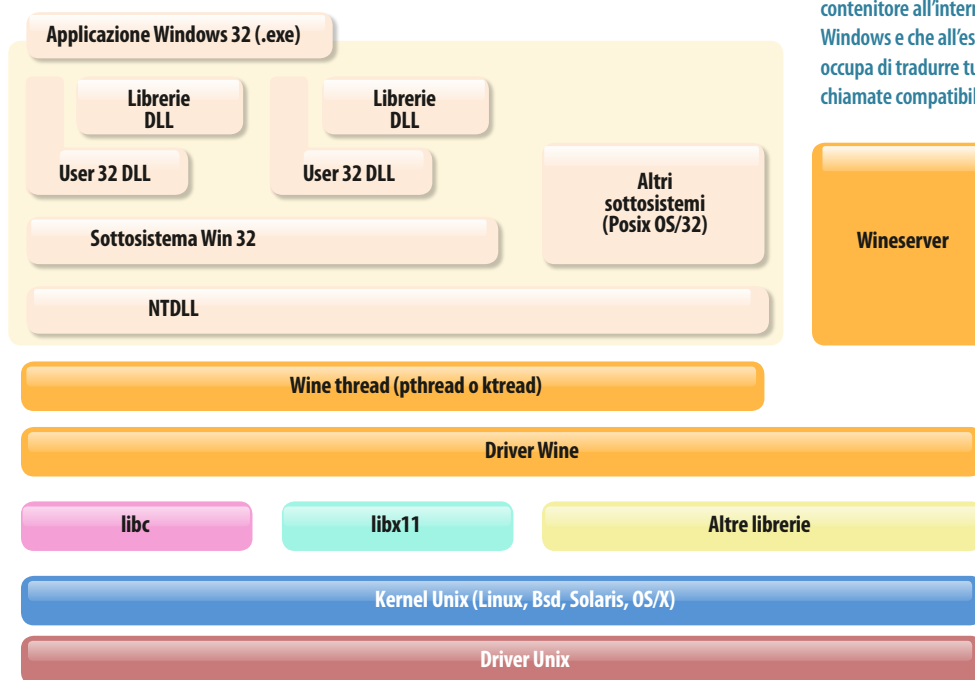 contenitore all'intern
Windows e che all'es
occupa di tradurre tu
chiamate compatibil
Applicazione Windows 32 (.exe)
Librerie
DLL
Librerie
DLL
User 32 DLL
User 32 DLL
Altri
sottosistemi
(Posix OS/32)
Sottosistema Win 32
Wineserver
NTDLL
Wine thread (pthread o ktread)
Driver Wine
libc
libx11
Altre librerie
Kernel Unix (Linux, Bsd, Solaris, OS/X)
Driver Unix